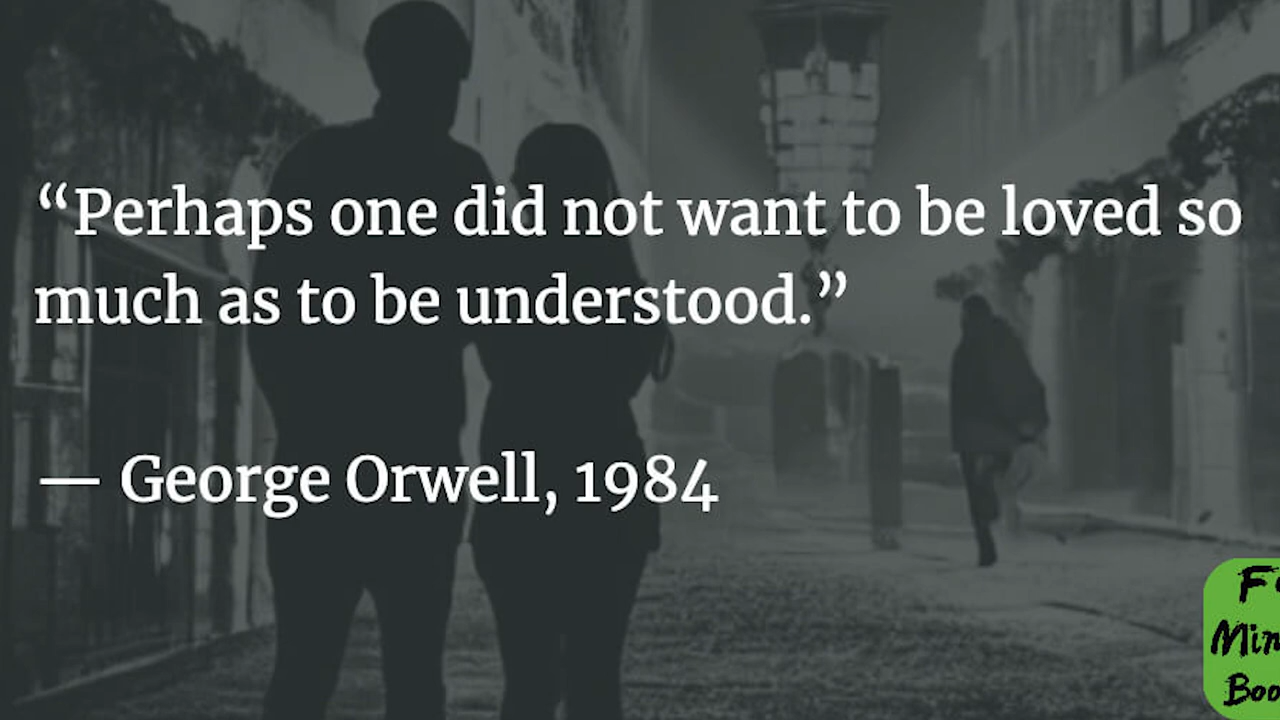 “Perhaps one did not want to be loved so
much as to be understood.”
— George Orwell, 1984